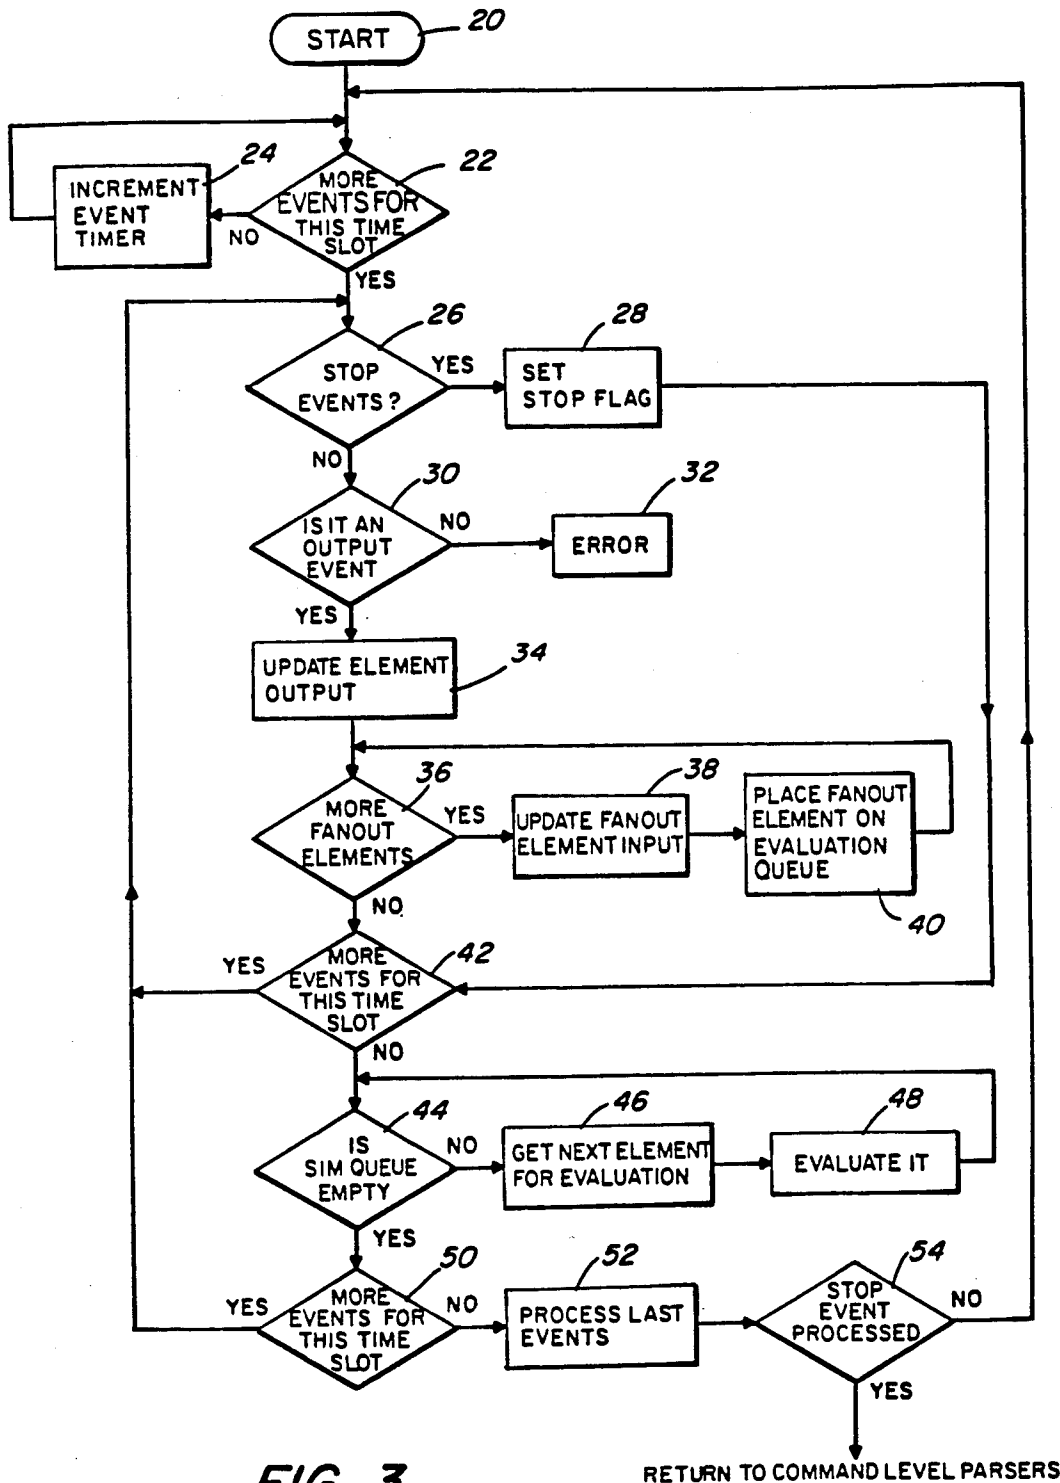 START
20
INCREMENT
EVENT
TIMER
24
MORE
EVENTS FOR
THIS TIME
SLOT
22
NO
YES
STOP
EVENTS?
26
YES
SET
STOP FLAG
28
NO
IS IT AN
OUTPUT
EVENT
30
NO
ERROR
32
YES
UPDATE ELEMENT
OUTPUT
34
MORE
FANOUT
ELEMENTS
36
YES
UPDATE FANOUT
ELEMENT INPUT
38
PLACE FANOUT
ELEMENT ON
EVALUATION
QUEUE
40
NO
YES
MORE
EVENTS FOR
THIS TIME
SLOT
42
NO
IS
SIM QUEUE
EMPTY
44
NO
GET NEXT ELEMENT
FOR EVALUATION
46
EVALUATE IT
48
YES
YES
MORE
EVENTS FOR
THIS TIME
SLOT
50
NO
PROCESS LAST
EVENTS
52
STOP
EVENT
PROCESSED
54
NO
YES
FIG. 3
RETURN TO COMMAND LEVEL PARSERS